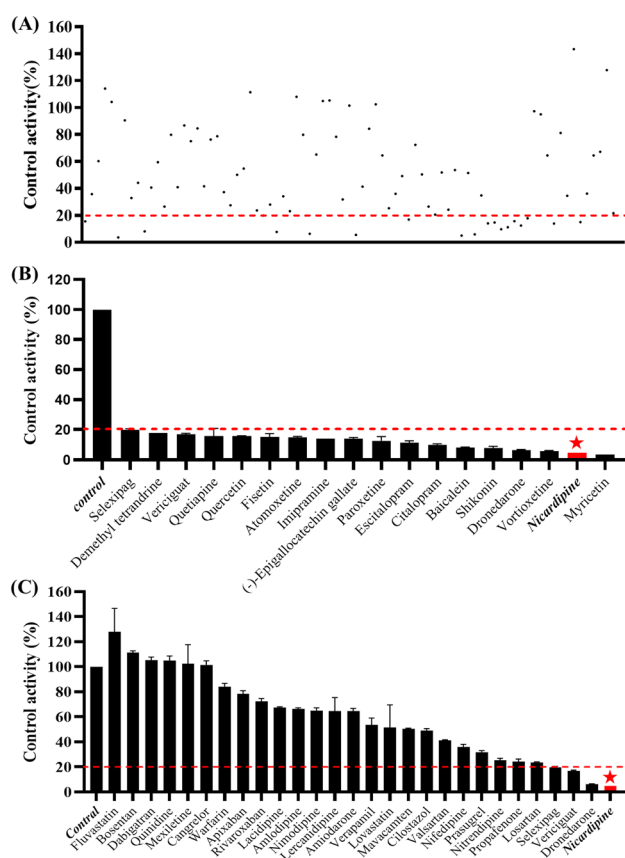 (A)
Control activity(%)
160
140
120
100
80
60
40
20
0
(B)
Control activity (%)
120
100
80
60
40
20
0
control
Selexipag
Demethyl tetrandrine
Vericiguat
Quetiapine
Quercetin
Fisetin
Atomoxetine
Imipramine
(-)-Epigallocatechin gallate
Paroxetine
Escitalopram
Citalopram
Baicalein
Shikonin
Dronedarone
Vortioxetine
Nicardipine
Myricetin
(C)
Control activity (%)
160
140
120
100
80
60
40
20
0
Control
Fluvastatin
Bosentan
Dabigatran
Quinidine
Mexiletine
Cangrelor
Warfarin
Apixaban
RIvaroxaban
Lacidipine
Amlodipine
Nimodipine
Lercanidipine
Amiodarone
Verapamil
Lovastatin
Mavacamten
Cilostazol
Valsartan
Nifedipine
Prasugrel
Nitrendipine
Propafenone
Losartan
Selexipag
Vericiguat
Dronedarone
Nicardipine